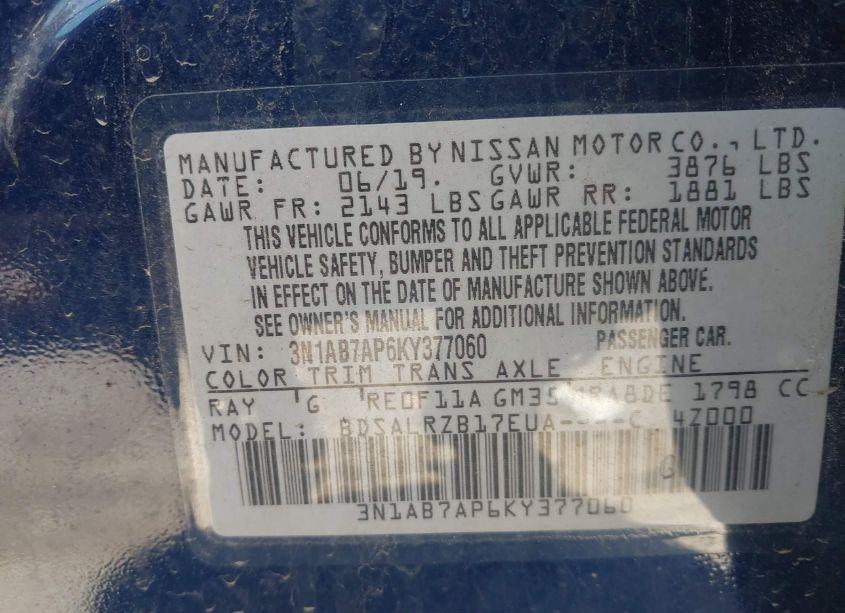 MANUFACTURED BY NISSAN MOTOR CO., LTD.
DATE: 06/19. GVWR: 3876 LBS
GAWR FR: 2143 LBS GAWR RR: 1881 LBS
THIS VEHICLE CONFORMS TO ALL APPLICABLE FEDERAL MOTOR
VEHICLE SAFETY, BUMPER AND THEFT PREVENTION STANDARDS
IN EFFECT ON THE DATE OF MANUFACTURE SHOWN ABOVE.
SEE OWNER'S MANUAL FOR ADDITIONAL INFORMATION.
VIN: 3N1AB7AP6KY377060 PASSENGER CAR.
COLOR TRIM TRANS AXLE ENGINE
RAY G RE0F11A GM35 MRA8DE 1798 CC
MODEL: BDSALRZB17EUA----C 4Z000
3N1AB7AP6KY377060